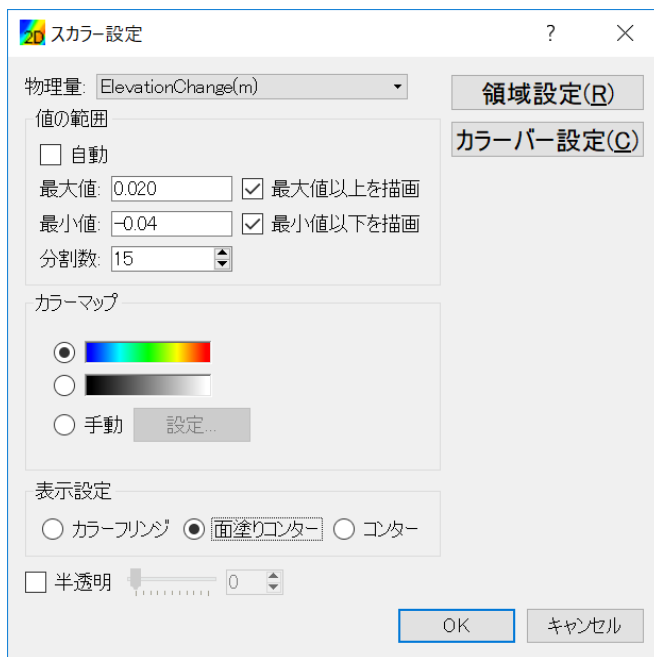 2D スカラー設定 ?
物理量: ElevationChange(m)
領域設定(R)
カラーバー設定(C)
値の範囲
自動
最大値: 0.020 最大値以上を描画
最小値: -0.04 最小値以下を描画
分割数: 15
カラーマップ
手動 設定...
表示設定
カラーフリンジ 面塗りコンター コンター
半透明 0
OK キャンセル